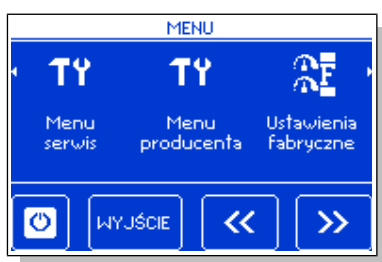 MENU
Menu serwis
Menu producenta
Ustawienia fabryczne
WYJŚCIE